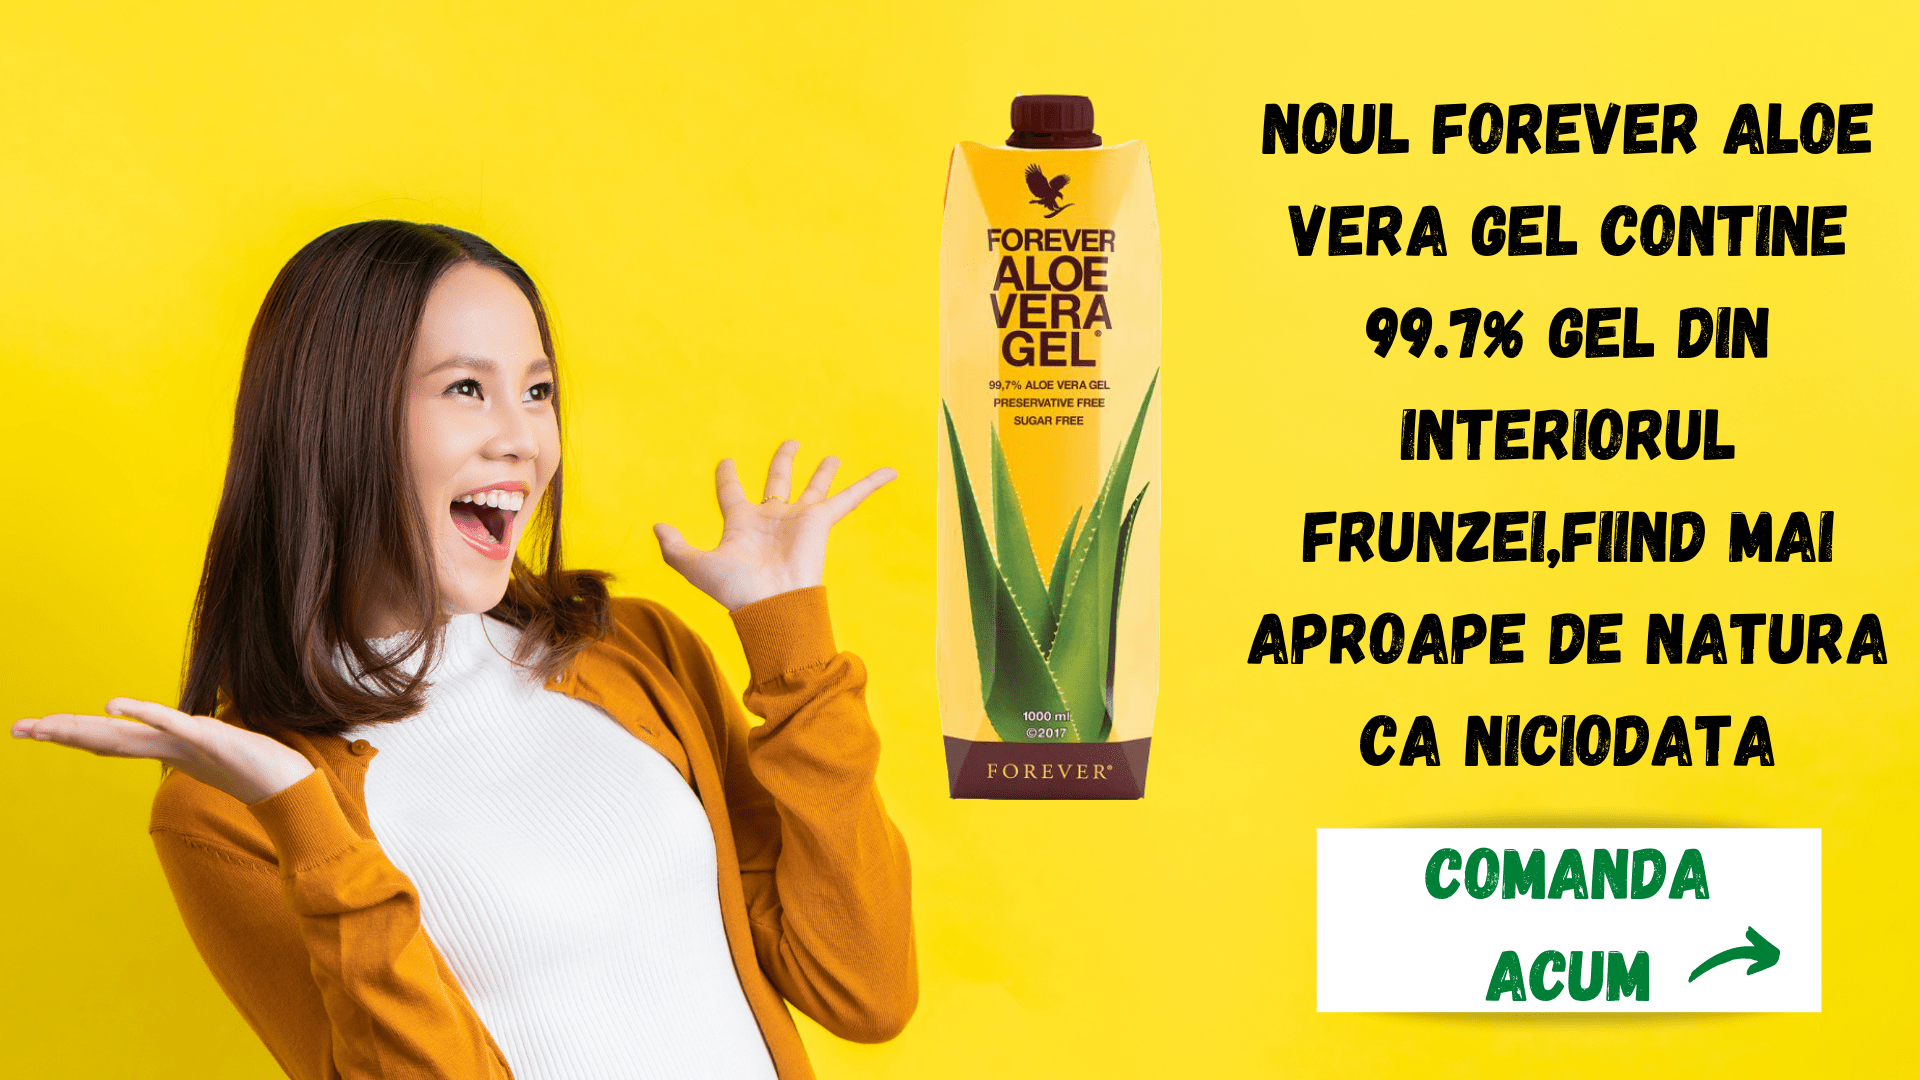 FOREVER
ALOE
VERA
GEL®
99,7% ALOE VERA GEL
PRESERVATIVE FREE
SUGAR FREE
1000 ml
©2017
FOREVER®
NOUL FOREVER ALOE
VERA GEL CONTINE
99.7% GEL DIN
INTERIORUL
FRUNZEI,FIIND MAI
APROAPE DE NATURA
CA NICIODATA
COMANDA
ACUM